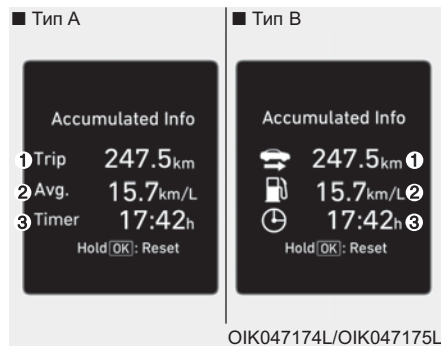 ■ Тип A
Accumulated Info
① Trip 247.5km
② Avg. 15.7km/L
③ Timer 17:42h
Hold OK : Reset
■ Тип B
Accumulated Info
247.5km ①
15.7km/L ②
17:42h ③
Hold OK : Reset
OIK047174L/OIK047175L